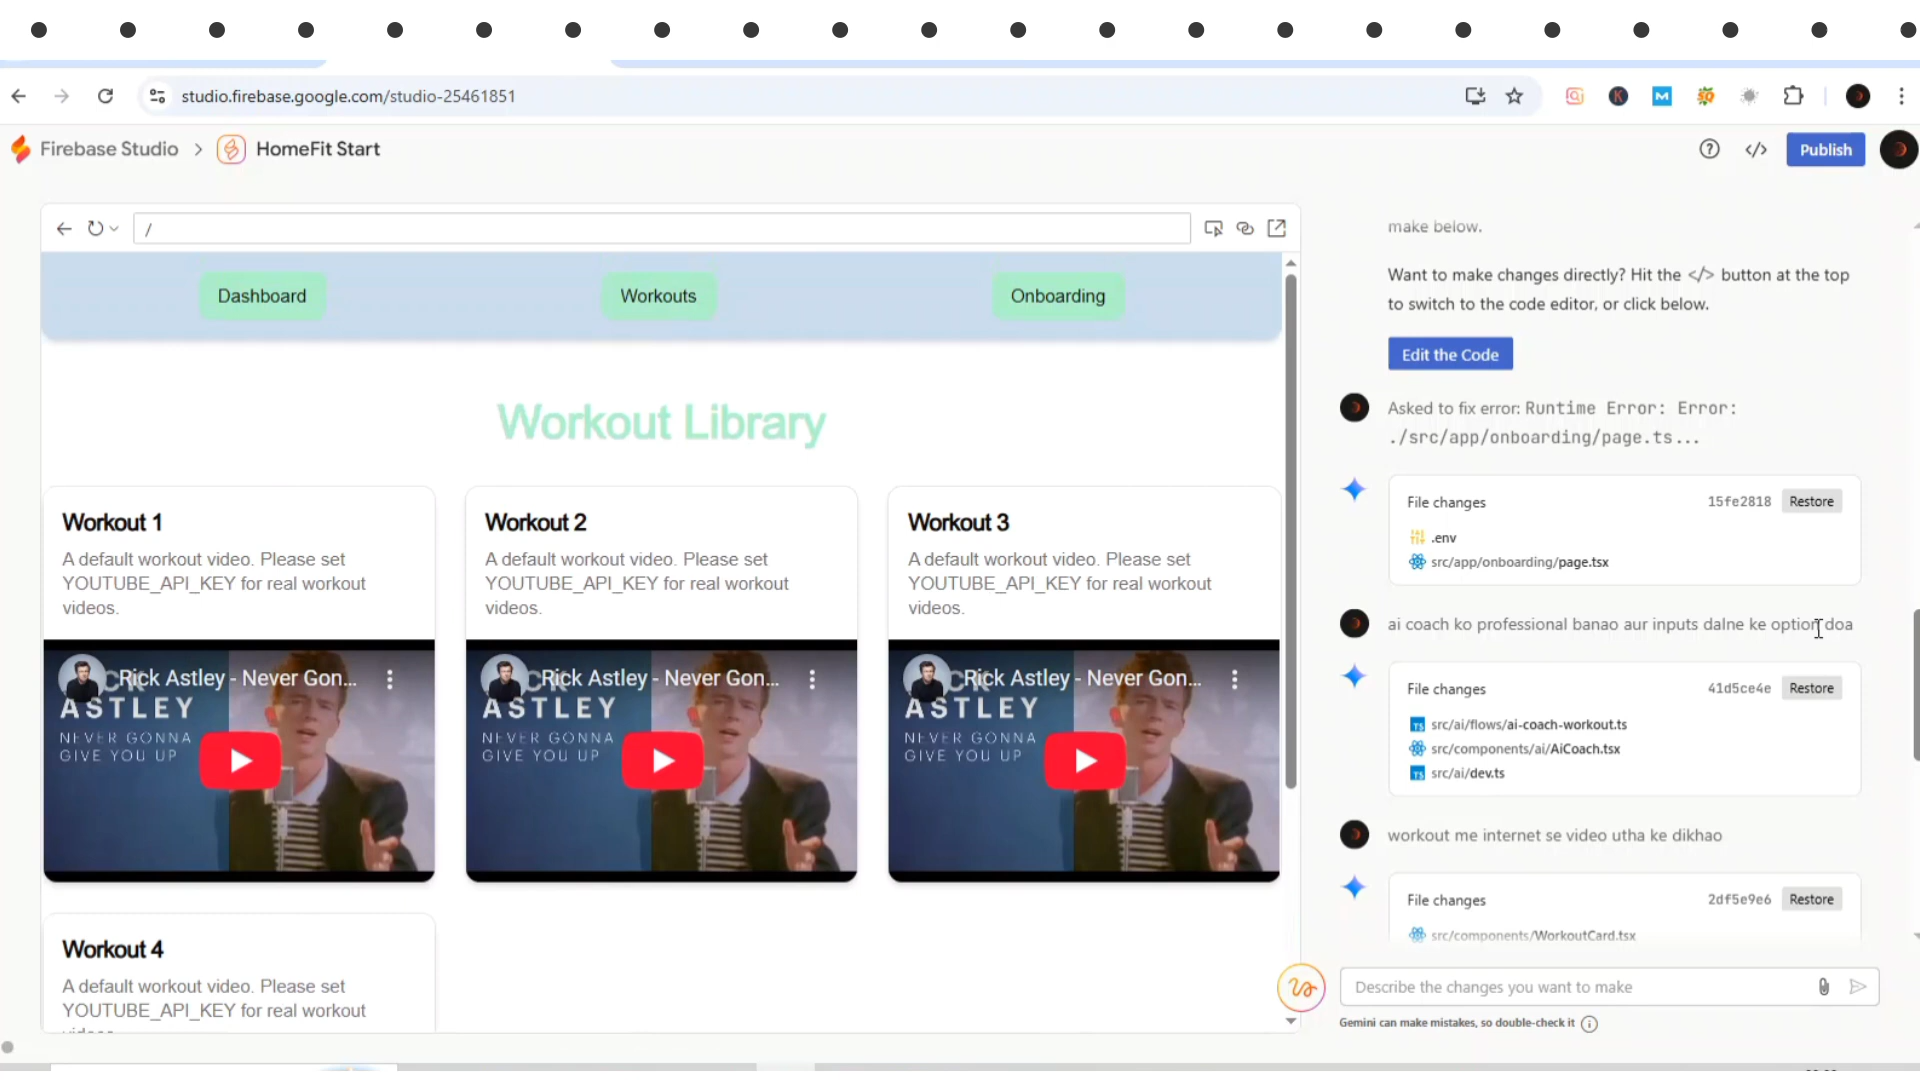 studio.firebase.google.com/studio-25461851
Firebase Studio > HomeFit Start
Publish
/
Dashboard
Workouts
Onboarding
Workout Library
Workout 1
A default workout video. Please set
YOUTUBE_API_KEY for real workout
videos.
Rick Astley - Never Gon...
ASTLEY
NEVER GONNA
GIVE YOU UP
Workout 2
A default workout video. Please set
YOUTUBE_API_KEY for real workout
videos.
Rick Astley - Never Gon...
ASTLEY
NEVER GONNA
GIVE YOU UP
Workout 3
A default workout video. Please set
YOUTUBE_API_KEY for real workout
videos.
Rick Astley - Never Gon...
ASTLEY
NEVER GONNA
GIVE YOU UP
Workout 4
A default workout video. Please set
YOUTUBE_API_KEY for real workout
make below.
Want to make changes directly? Hit the </> button at the top
to switch to the code editor, or click below.
Edit the Code
Asked to fix error: Runtime Error: Error:
./src/app/onboarding/page.ts...
File changes
15fe2818
Restore
.env
src/app/onboarding/page.tsx
ai coach ko professional banao aur inputs dalne ke option doa
File changes
41d5ce4e
Restore
src/ai/flows/ai-coach-workout.ts
src/components/ai/AiCoach.tsx
src/ai/dev.ts
workout me internet se video utha ke dikhao
File changes
2df5e9e6
Restore
src/components/WorkoutCard.tsx
Describe the changes you want to make
Gemini can make mistakes, so double-check it